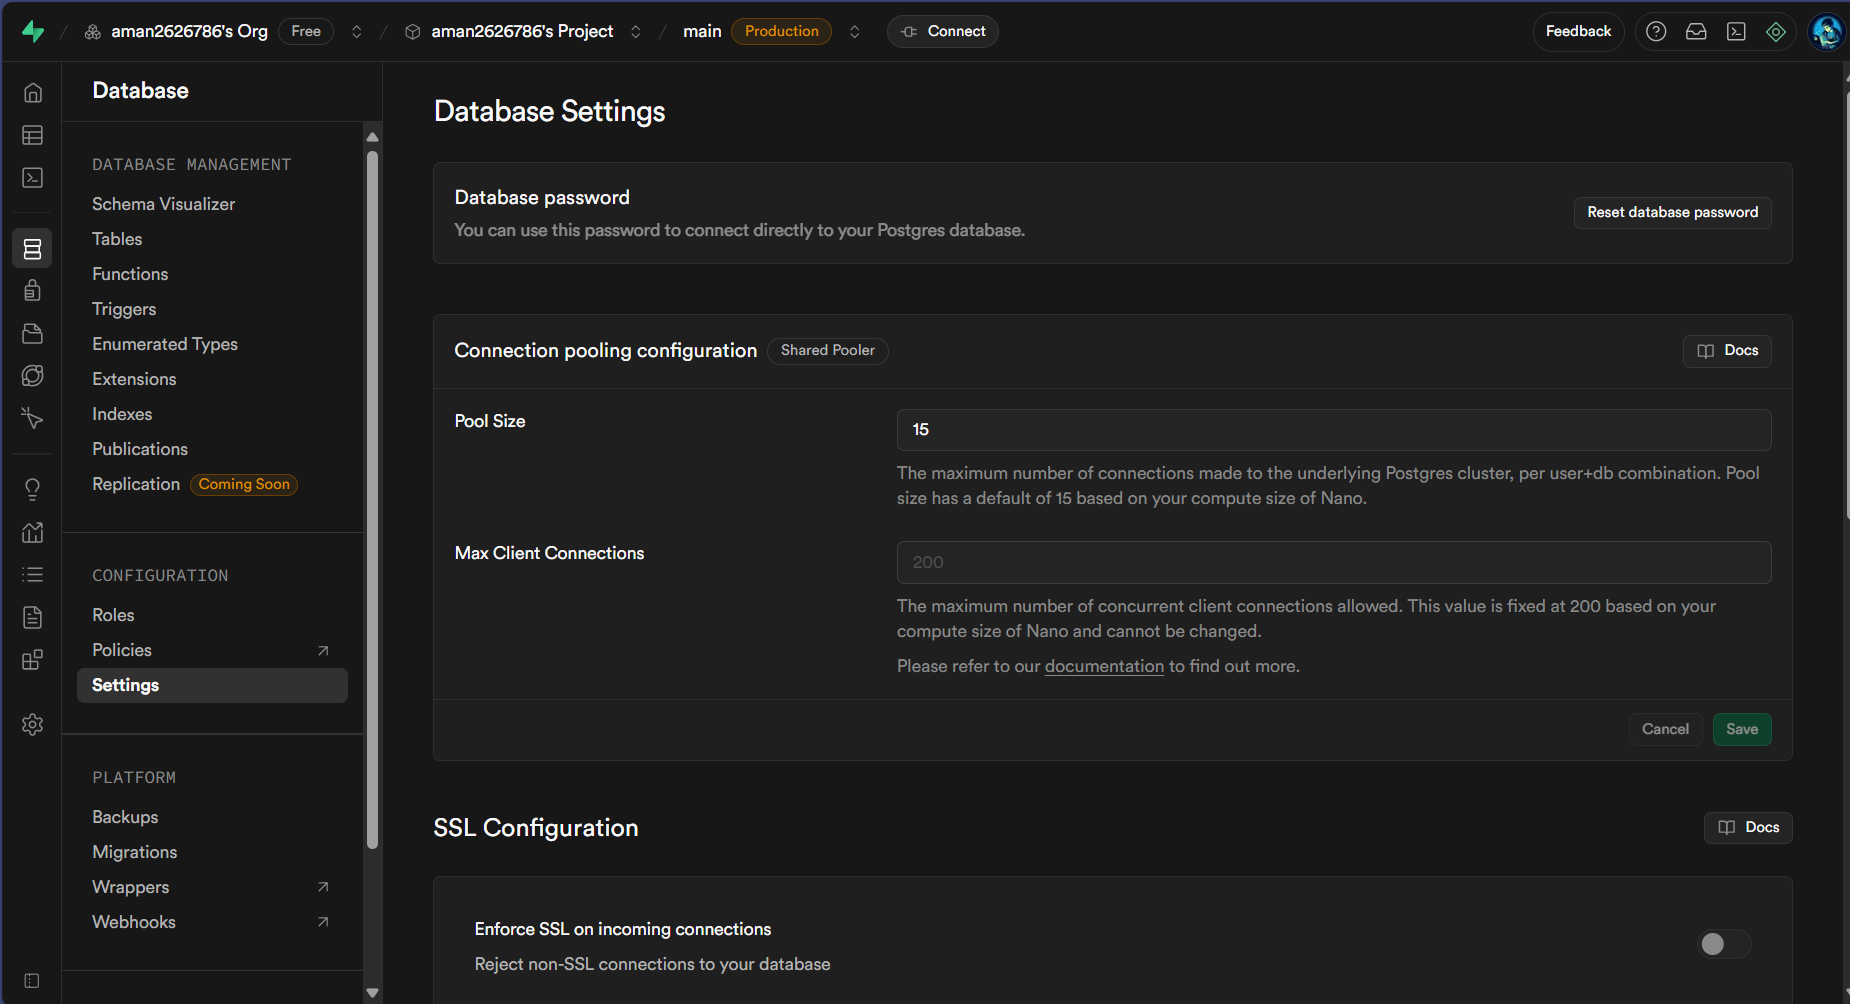 aman2626786's Org Free aman2626786's Project main Production Connect Feedback
Database
DATABASE MANAGEMENT
Schema Visualizer
Tables
Functions
Triggers
Enumerated Types
Extensions
Indexes
Publications
Replication Coming Soon
CONFIGURATION
Roles
Policies
Settings
PLATFORM
Backups
Migrations
Wrappers
Webhooks
Database Settings
Database password
You can use this password to connect directly to your Postgres database.
Reset database password
Connection pooling configuration Shared Pooler
Docs
Pool Size
15
The maximum number of connections made to the underlying Postgres cluster, per user+db combination. Pool
size has a default of 15 based on your compute size of Nano.
Max Client Connections
200
The maximum number of concurrent client connections allowed. This value is fixed at 200 based on your
compute size of Nano and cannot be changed.
Please refer to our documentation to find out more.
Cancel Save
SSL Configuration
Docs
Enforce SSL on incoming connections
Reject non-SSL connections to your database